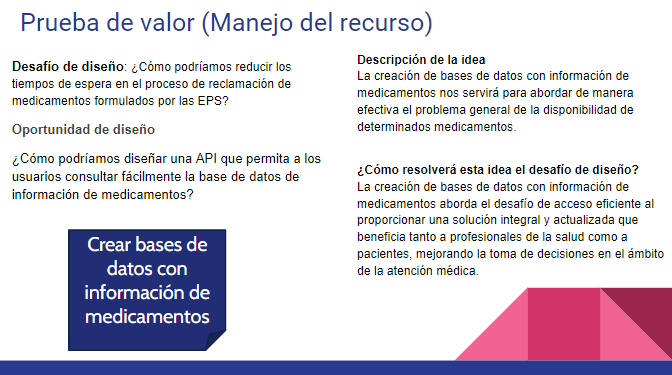 Prueba de valor (Manejo del recurso)
Desafío de diseño: ¿Cómo podríamos reducir los
tiempos de espera en el proceso de reclamación de
medicamentos formulados por las EPS?
Oportunidad de diseño
¿Cómo podríamos diseñar una API que permita a los
usuarios consultar fácilmente la base de datos de
información de medicamentos?
Crear bases de
datos con
información de
medicamentos
Descripción de la idea
La creación de bases de datos con información de
medicamentos nos servirá para abordar de manera
efectiva el problema general de la disponibilidad de
determinados medicamentos.
¿Cómo resolverá esta idea el desafío de diseño?
La creación de bases de datos con información de
medicamentos aborda el desafío de acceso eficiente al
proporcionar una solución integral y actualizada que
beneficia tanto a profesionales de la salud como a
pacientes, mejorando la toma de decisiones en el ámbito
de la atención médica.